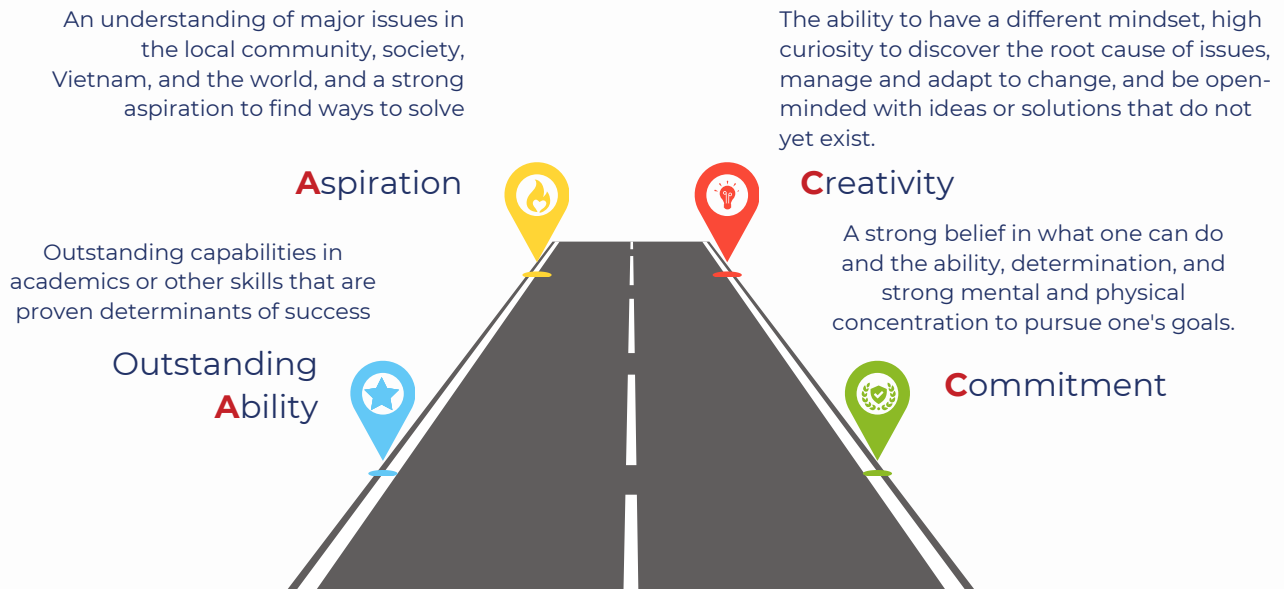 An understanding of major issues in
the local community, society,
Vietnam, and the world, and a strong
aspiration to find ways to solve
Aspiration
The ability to have a different mindset, high
curiosity to discover the root cause of issues,
manage and adapt to change, and be open-
minded with ideas or solutions that do not
yet exist.
Creativity
Outstanding capabilities in
academics or other skills that are
proven determinants of success
Outstanding
Ability
A strong belief in what one can do
and the ability, determination, and
strong mental and physical
concentration to pursue one's goals.
Commitment